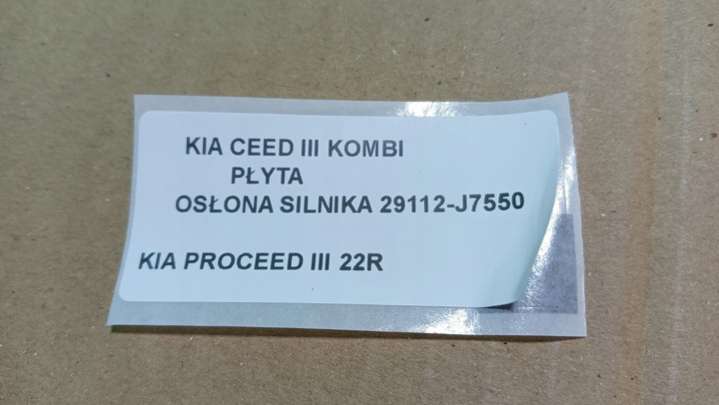 KIA CEED III KOMBI
PŁYTA
OSŁONA SILNIKA 29112-J7550
KIA PROCEED III 22R